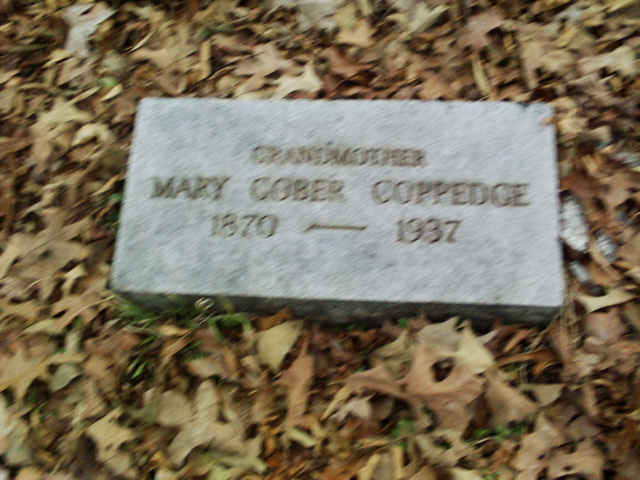 GRANDMOTHER
MARY GOBER COPPEDGE
1870 — 1937